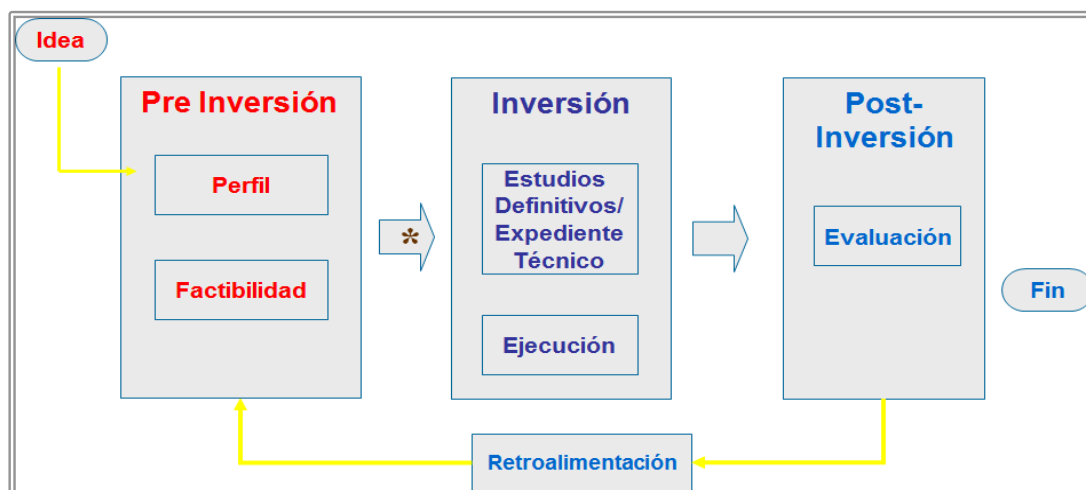 Idea
Pre Inversión
Perfil
Factibilidad
*
Inversión
Estudios
Definitivos/
Expediente
Técnico
Ejecución
Post-
Inversión
Evaluación
Fin
Retroalimentación